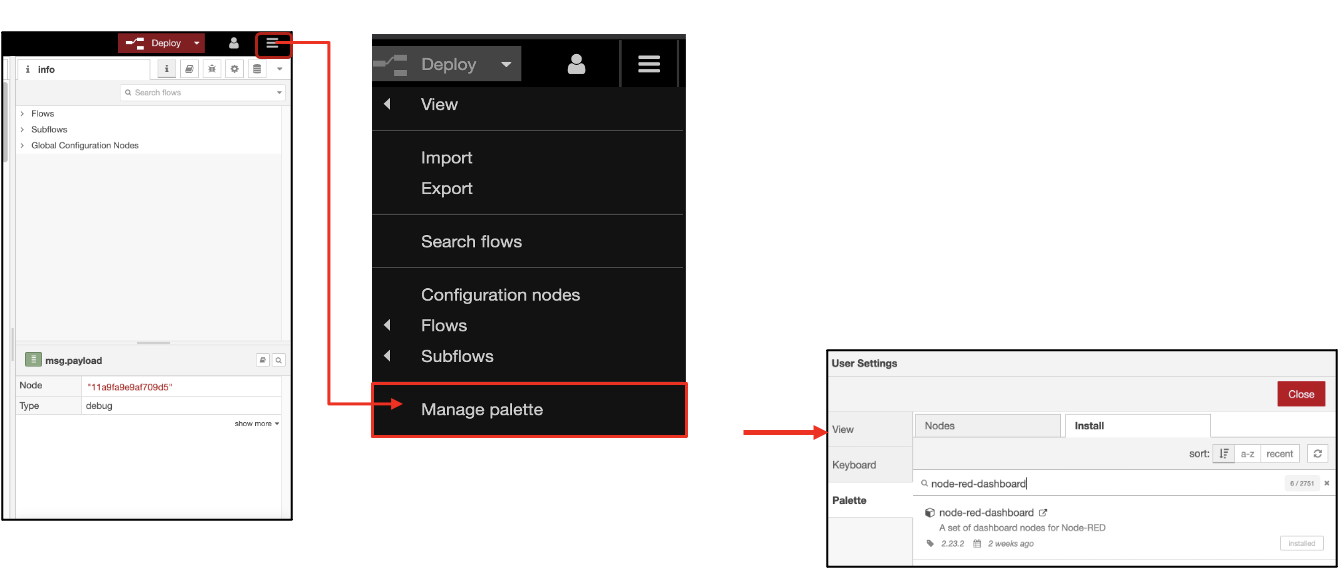 Deploy
i info
Search flows
Flows
Subflows
Global Configuration Nodes
msg.payload
Node "11a9fa9e9af709d5"
Type debug
show more
Deploy
View
Import
Export
Search flows
Configuration nodes
Flows
Subflows
Manage palette
User Settings
Close
View
Keyboard
Palette
Nodes
Install
sort: a-z recent
node-red-dashboard
6 / 2751
node-red-dashboard
A set of dashboard nodes for Node-RED
2.23.2 2 weeks ago
installed